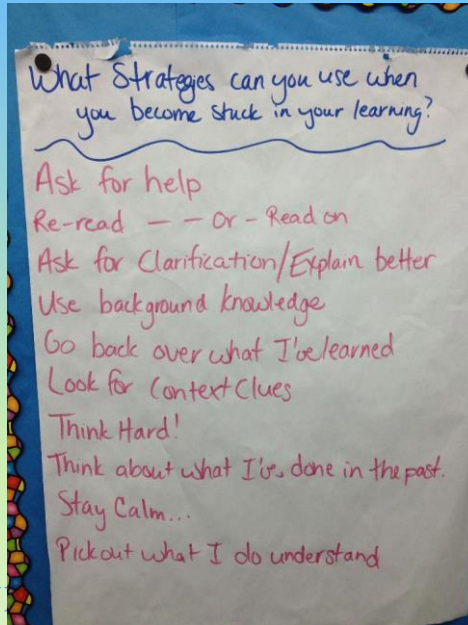 What Strategies can you use when
you become stuck in your learning?
Ask for help
Re-read — — Or - Read on
Ask for Clarification/Explain better
Use background knowledge
Go back over what I've learned
Look for Context Clues
Think Hard!
Think about what I've done in the past.
Stay Calm...
Pick out what I do understand